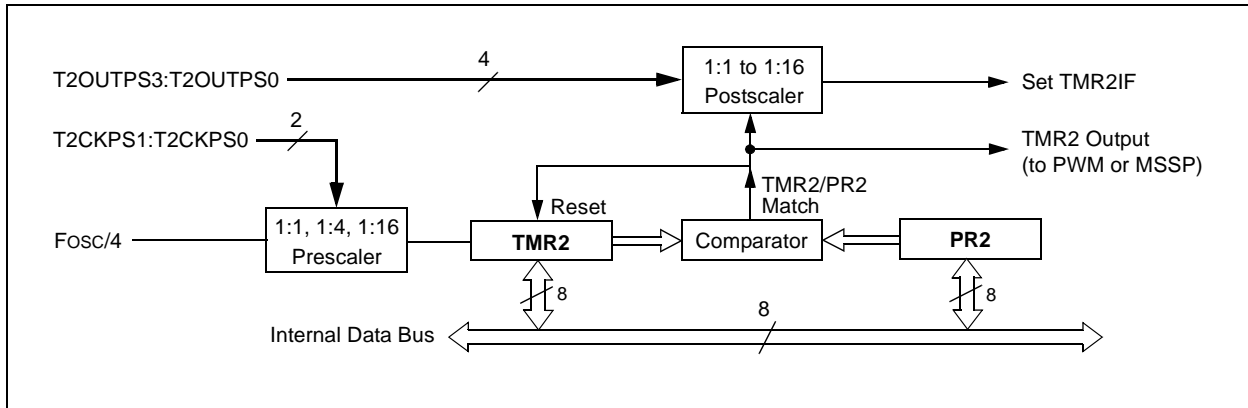 T2OUTPS3:T2OUTPS0
4
1:1 to 1:16
Postscaler
Set TMR2IF
T2CKPS1:T2CKPS0
2
TMR2 Output
(to PWM or MSSP)
TMR2/PR2
Match
Reset
FOSC/4
1:1, 1:4, 1:16
Prescaler
TMR2
Comparator
PR2
8
8
8
Internal Data Bus